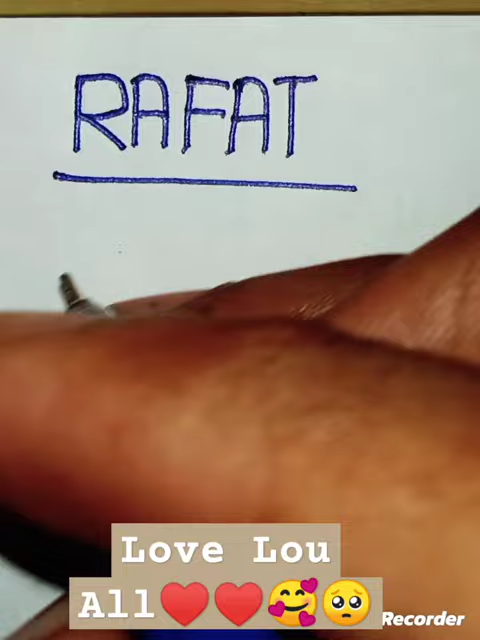 RAFAT
Love Lou
All♥️♥️🥰🥺
Recorder